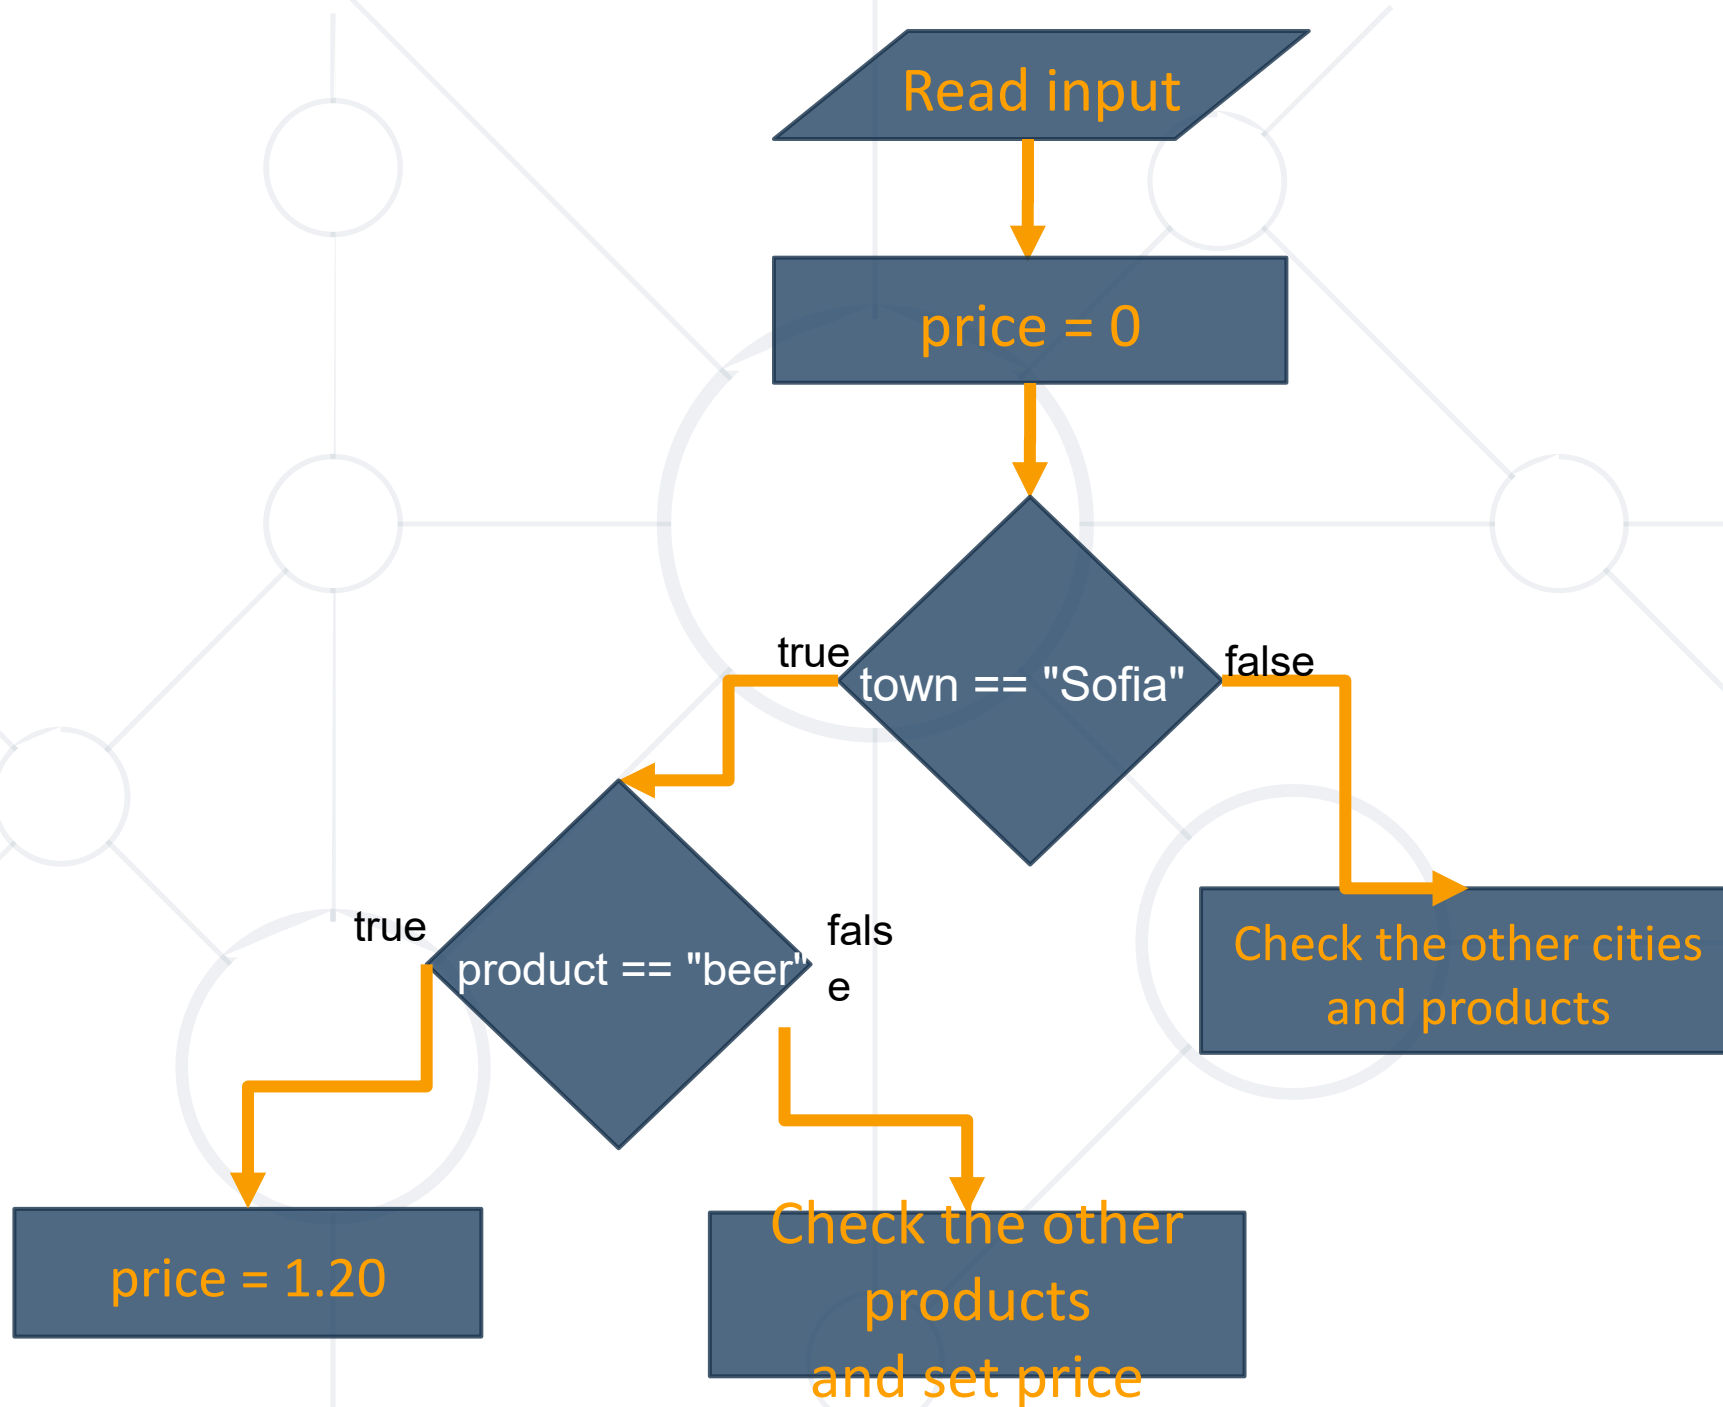 Read input
price = 0
true
town == "Sofia"
false
true
product == "beer"
fals
e
Check the other cities
and products
price = 1.20
Check the other
products
and set price